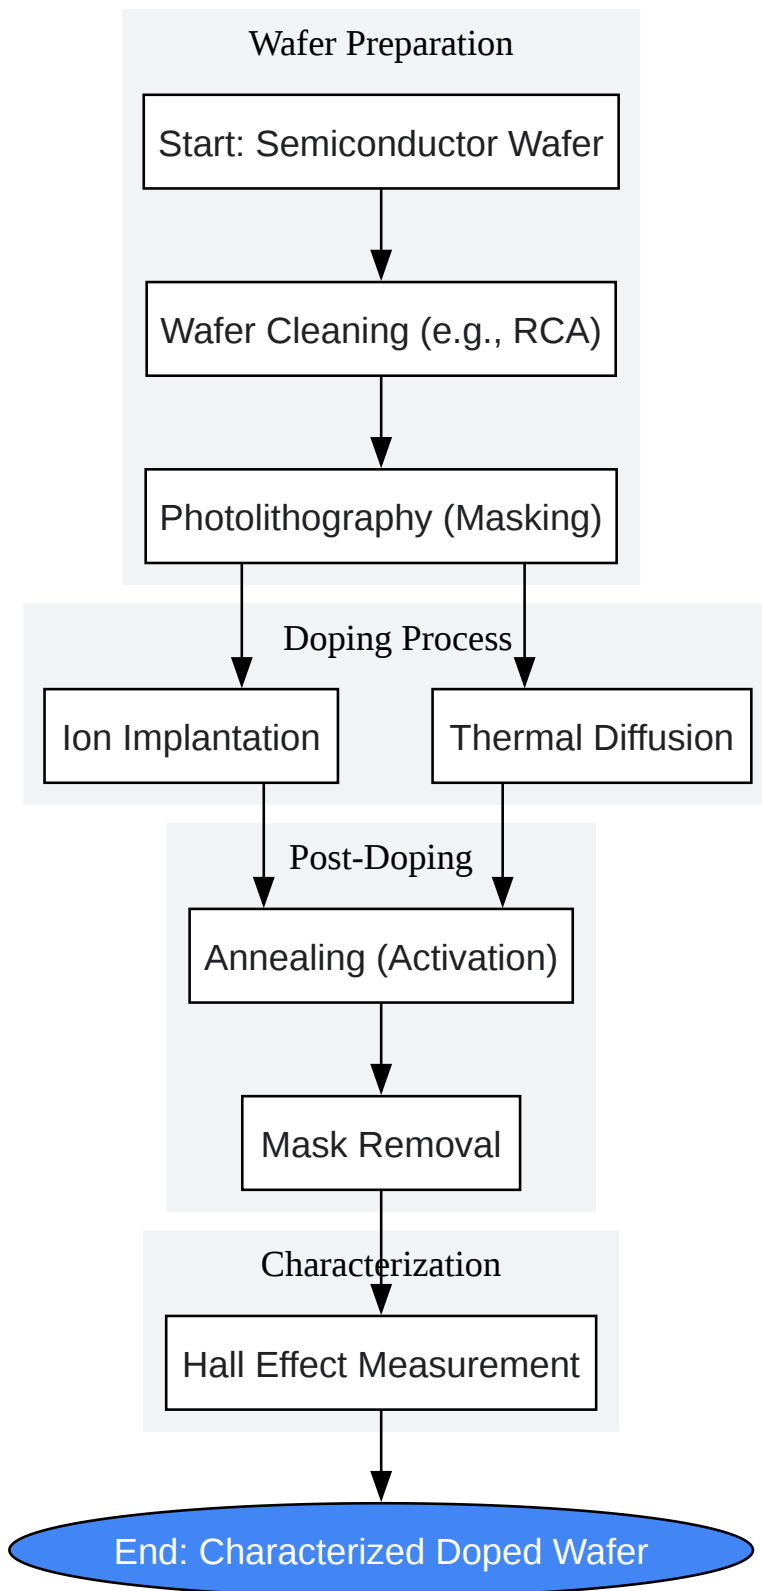 Wafer Preparation
Start: Semiconductor Wafer
Wafer Cleaning (e.g., RCA)
Photolithography (Masking)
Doping Process
Ion Implantation
Thermal Diffusion
Post-Doping
Annealing (Activation)
Mask Removal
Characterization
Hall Effect Measurement
End: Characterized Doped Wafer